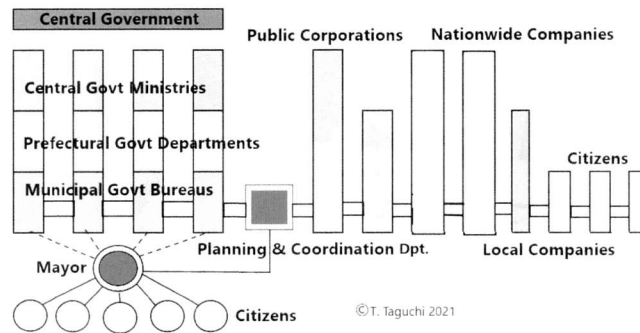 Central Government
Public Corporations
Nationwide Companies
Central Govt Ministries
Prefectural Govt Departments
Citizens
Municipal Govt Bureaus
Planning & Coordination Dpt.
Local Companies
Mayor
Citizens
©T. Taguchi 2021